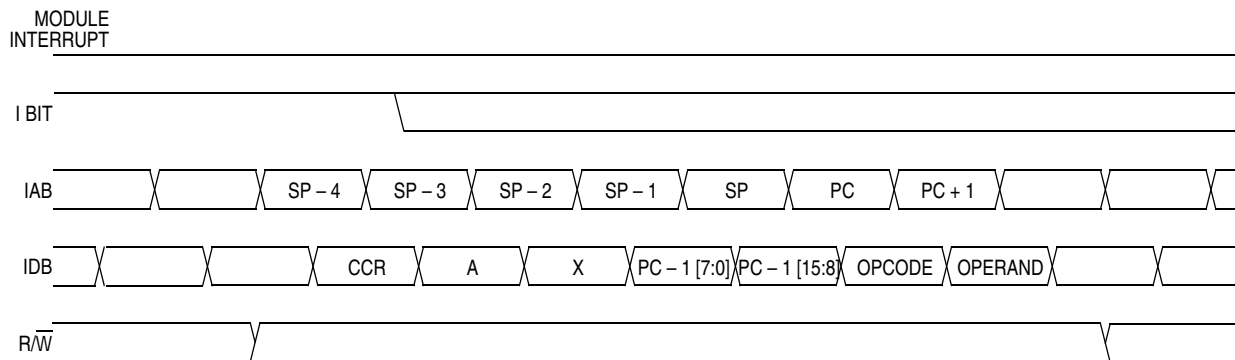 MODULE
INTERRUPT
I BIT
IAB SP – 4 SP – 3 SP – 2 SP – 1 SP PC PC + 1
IDB CCR A X PC – 1 [7:0] PC – 1 [15:8] OPCODE OPERAND
R/W̅